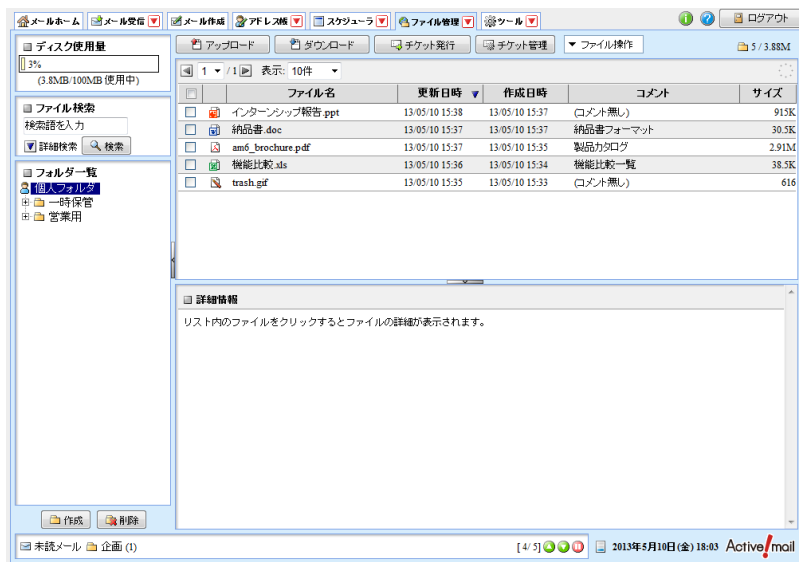 メールホーム メール受信 メール作成 アドレス帳 スケジューラ ファイル管理 ツール ログアウト
ディスク使用量
3%
(3.8MB/100MB 使用中)
ファイル検索
検索語を入力
詳細検索 検索
フォルダ一覧
個人フォルダ
一時保管
営業用
作成 削除
アップロード ダウンロード チケット発行 チケット管理 ファイル操作 5 / 3.88M
1 / 1 表示: 10件
ファイル名 更新日時 作成日時 コメント サイズ
インターンシップ報告.ppt 13/05/10 15:38 13/05/10 15:37 (コメント無し) 915K
納品書.doc 13/05/10 15:37 13/05/10 15:37 納品書フォーマット 30.5K
am6_brochure.pdf 13/05/10 15:37 13/05/10 15:35 製品カタログ 2.91M
機能比較.xls 13/05/10 15:36 13/05/10 15:34 機能比較一覧 38.5K
trash.gif 13/05/10 15:35 13/05/10 15:33 (コメント無し) 616
詳細情報
リスト内のファイルをクリックするとファイルの詳細が表示されます。
未読メール 企画 (1) [ 4/ 5] 2013年5月10日(金) 18:03 Active! mail